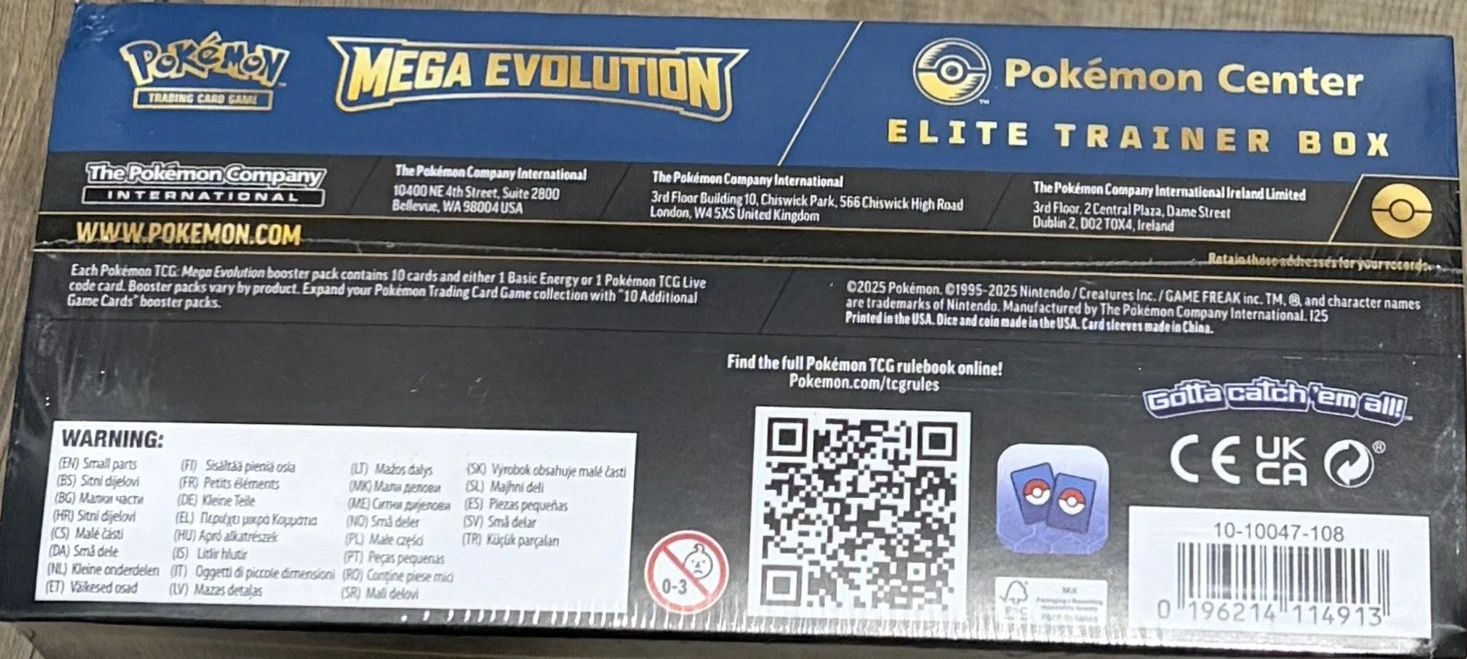 POKéMON
TRADING CARD GAME
MEGA EVOLUTION
Pokémon Center
ELITE TRAINER BOX
The Pokémon Company
INTERNATIONAL
The Pokémon Company International
10400 NE 4th Street, Suite 2800
Bellevue, WA 98004 USA
The Pokémon Company International
3rd Floor Building 10, Chiswick Park, 566 Chiswick High Road
London, W4 5XS United Kingdom
The Pokémon Company International Ireland Limited
3rd Floor, 2 Central Plaza, Dame Street
Dublin 2, D02 T0X4, Ireland
WWW.POKEMON.COM
Retain those addresses for your records.
Each Pokémon TCG: Mega Evolution booster pack contains 10 cards and either 1 Basic Energy or 1 Pokémon TCG Live
code card. Booster packs vary by product. Expand your Pokémon Trading Card Game collection with "10 Additional
Game Cards" booster packs.
©2025 Pokémon. ©1995-2025 Nintendo / Creatures Inc. / GAME FREAK inc. TM, ®, and character names
are trademarks of Nintendo. Manufactured by The Pokémon Company International. 125
Printed in the USA. Dice and coin made in the USA. Card sleeves made in China.
Find the full Pokémon TCG rulebook online!
Pokemon.com/tcgrules
Gotta catch 'em all!
CE UK CA ®
WARNING:
(EN) Small parts
(BS) Sitni dijelovi
(BG) Малки части
(HR) Sitni dijelovi
(CS) Malé části
(DA) Små dele
(NL) Kleine onderdelen
(ET) Väikesed osad
(FI) Sisältää pieniä osia
(FR) Petits éléments
(DE) Kleine Teile
(EL) Περιέχει μικρά Κομμάτια
(HU) Apró alkatrészek
(IS) Litlir hlutir
(IT) Oggetti di piccole dimensioni
(LV) Mazas detaļas
(LT) Mažos dalys
(MK) Мали делови
(ME) Ситни дијелови
(NO) Små deler
(PL) Małe części
(PT) Peças pequenas
(RO) Conține piese mici
(SR) Mali delovi
(SK) Výrobok obsahuje malé časti
(SL) Majhni deli
(ES) Piezas pequeñas
(SV) Små delar
(TR) Küçük parçaları
0-3
FSC
MIX
10-10047-108
0 196214 114913